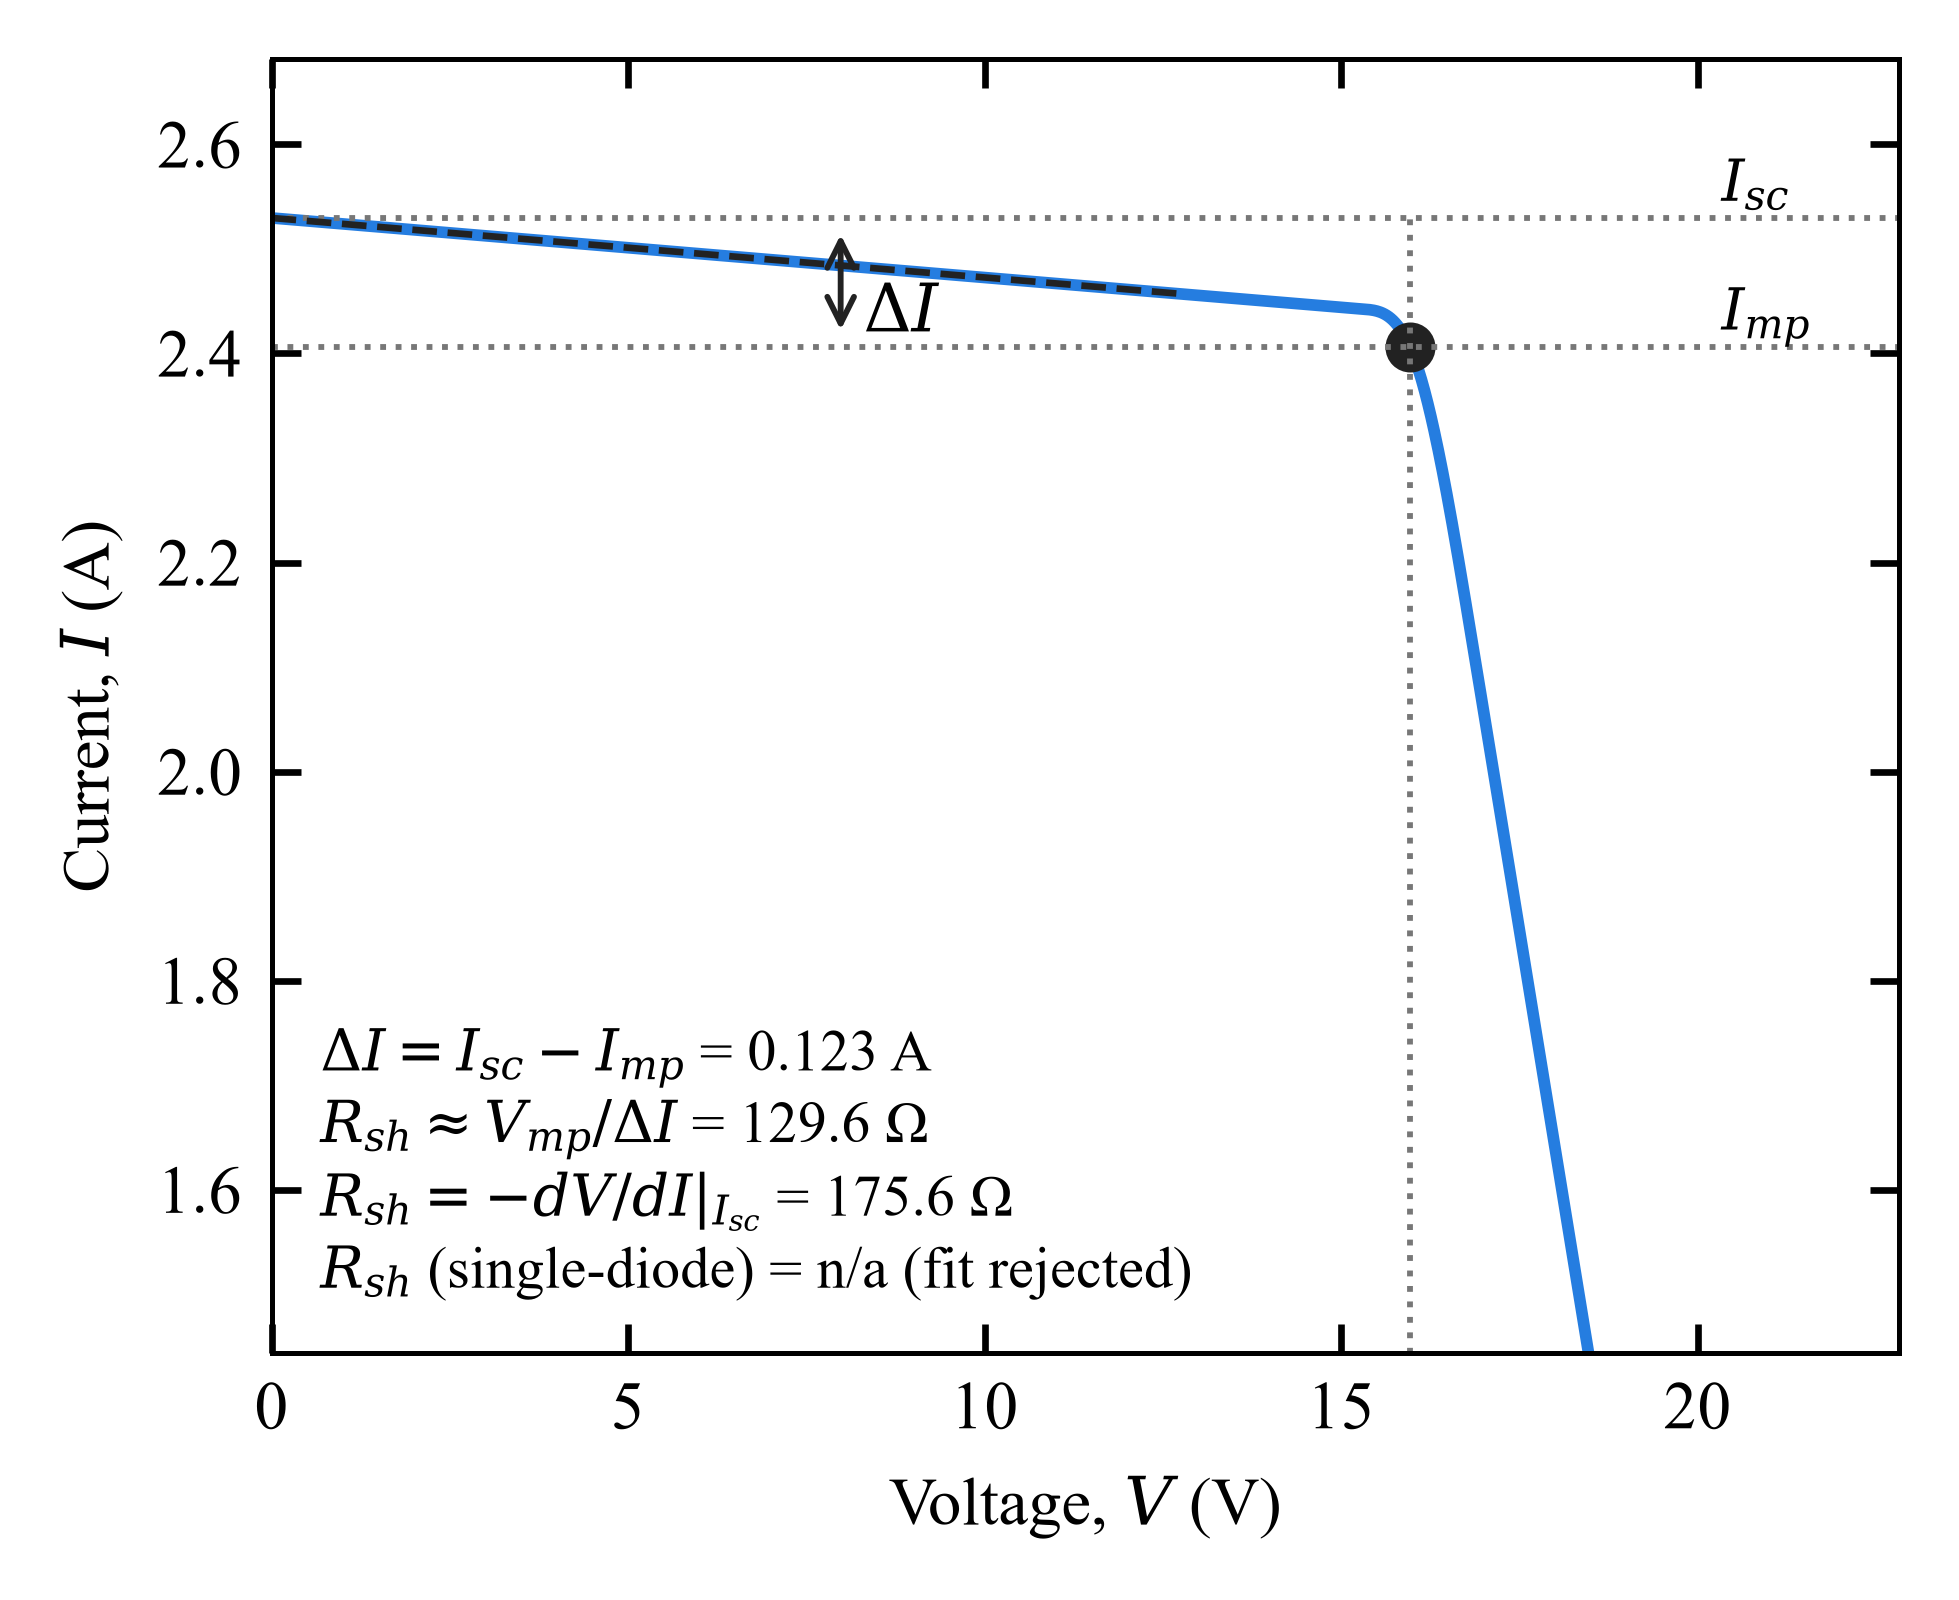 2.6
2.4
2.2
2.0
1.8
1.6
Current, I (A)
I_sc
I_mp
ΔI
ΔI = I_sc − I_mp = 0.123 A
R_sh ≈ V_mp/ΔI = 129.6 Ω
R_sh = −dV/dI|_{I_sc} = 175.6 Ω
R_sh (single-diode) = n/a (fit rejected)
0 5 10 15 20
Voltage, V (V)